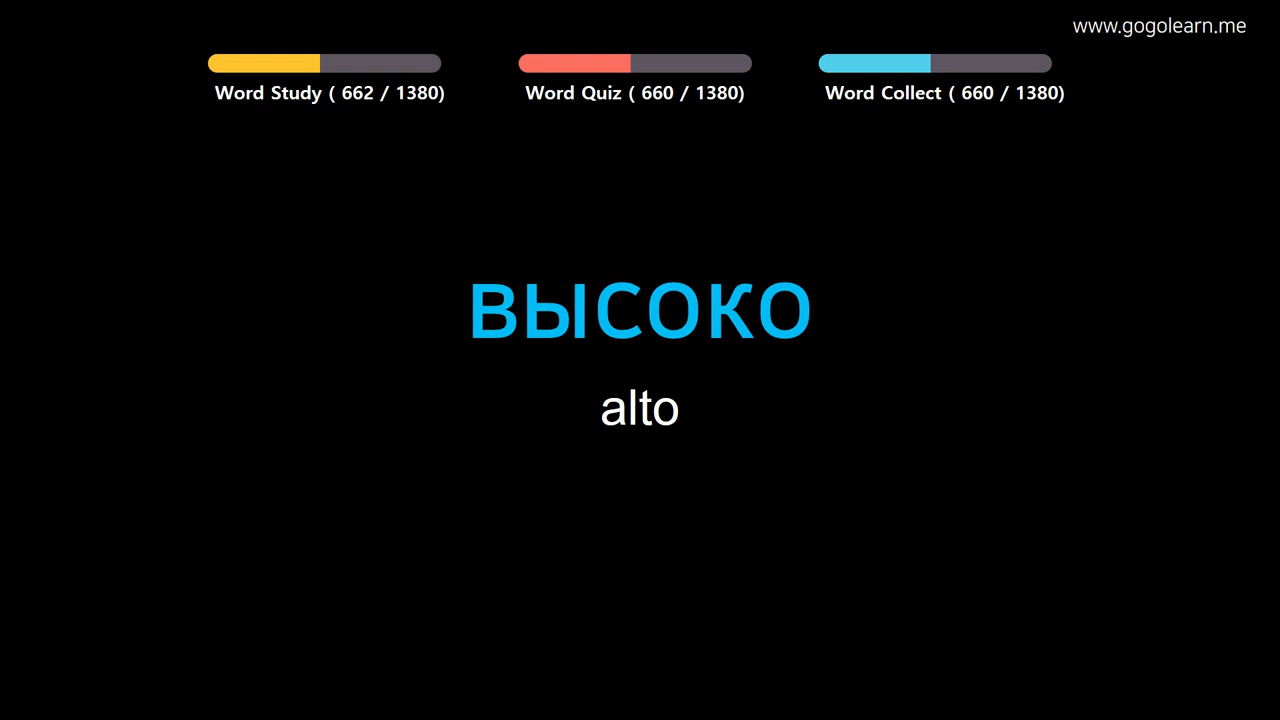 www.gogolearn.me
Word Study ( 662 / 1380)
Word Quiz ( 660 / 1380)
Word Collect ( 660 / 1380)
высоко
alto